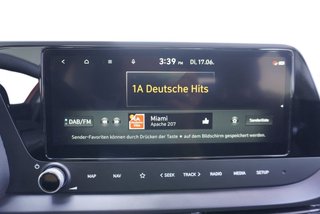 3:39 PM DI. 17.06.
1A Deutsche Hits
DAB/FM
Miami
Apache 207
Senderliste
Sender-Favoriten können durch Drücken der Taste ★ auf dem Bildschirm gespeichert werden.
MAP NAV ☆ < SEEK TRACK > RADIO MEDIA SETUP